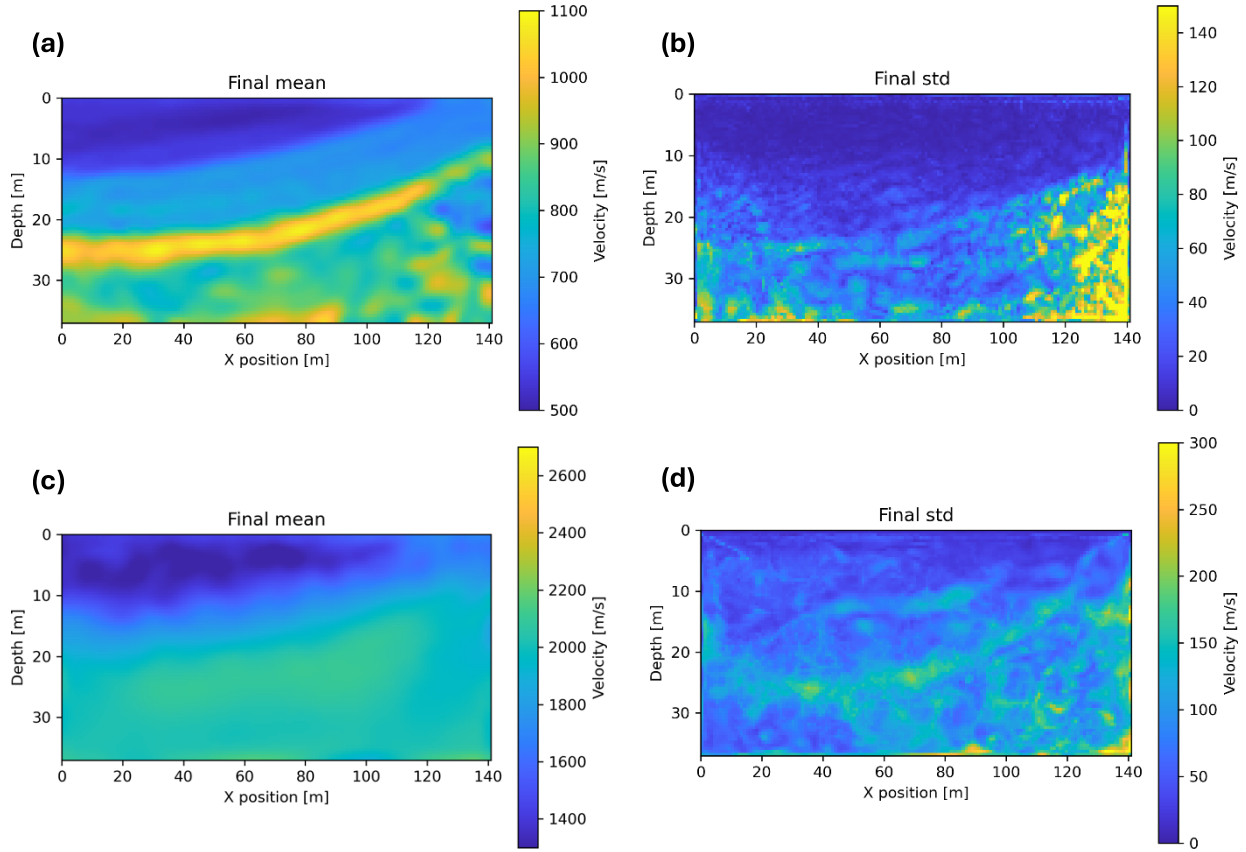 (a)
Final mean
0
10
20
30
Depth [m]
0 20 40 60 80 100 120 140
X position [m]
1100
1000
900
800
700
600
500
Velocity [m/s]
(b)
Final std
0
10
20
30
Depth [m]
0 20 40 60 80 100 120 140
X position [m]
140
120
100
80
60
40
20
0
Velocity [m/s]
(c)
Final mean
0
10
20
30
Depth [m]
0 20 40 60 80 100 120 140
X position [m]
2600
2400
2200
2000
1800
1600
1400
Velocity [m/s]
(d)
Final std
0
10
20
30
Depth [m]
0 20 40 60 80 100 120 140
X position [m]
300
250
200
150
100
50
0
Velocity [m/s]